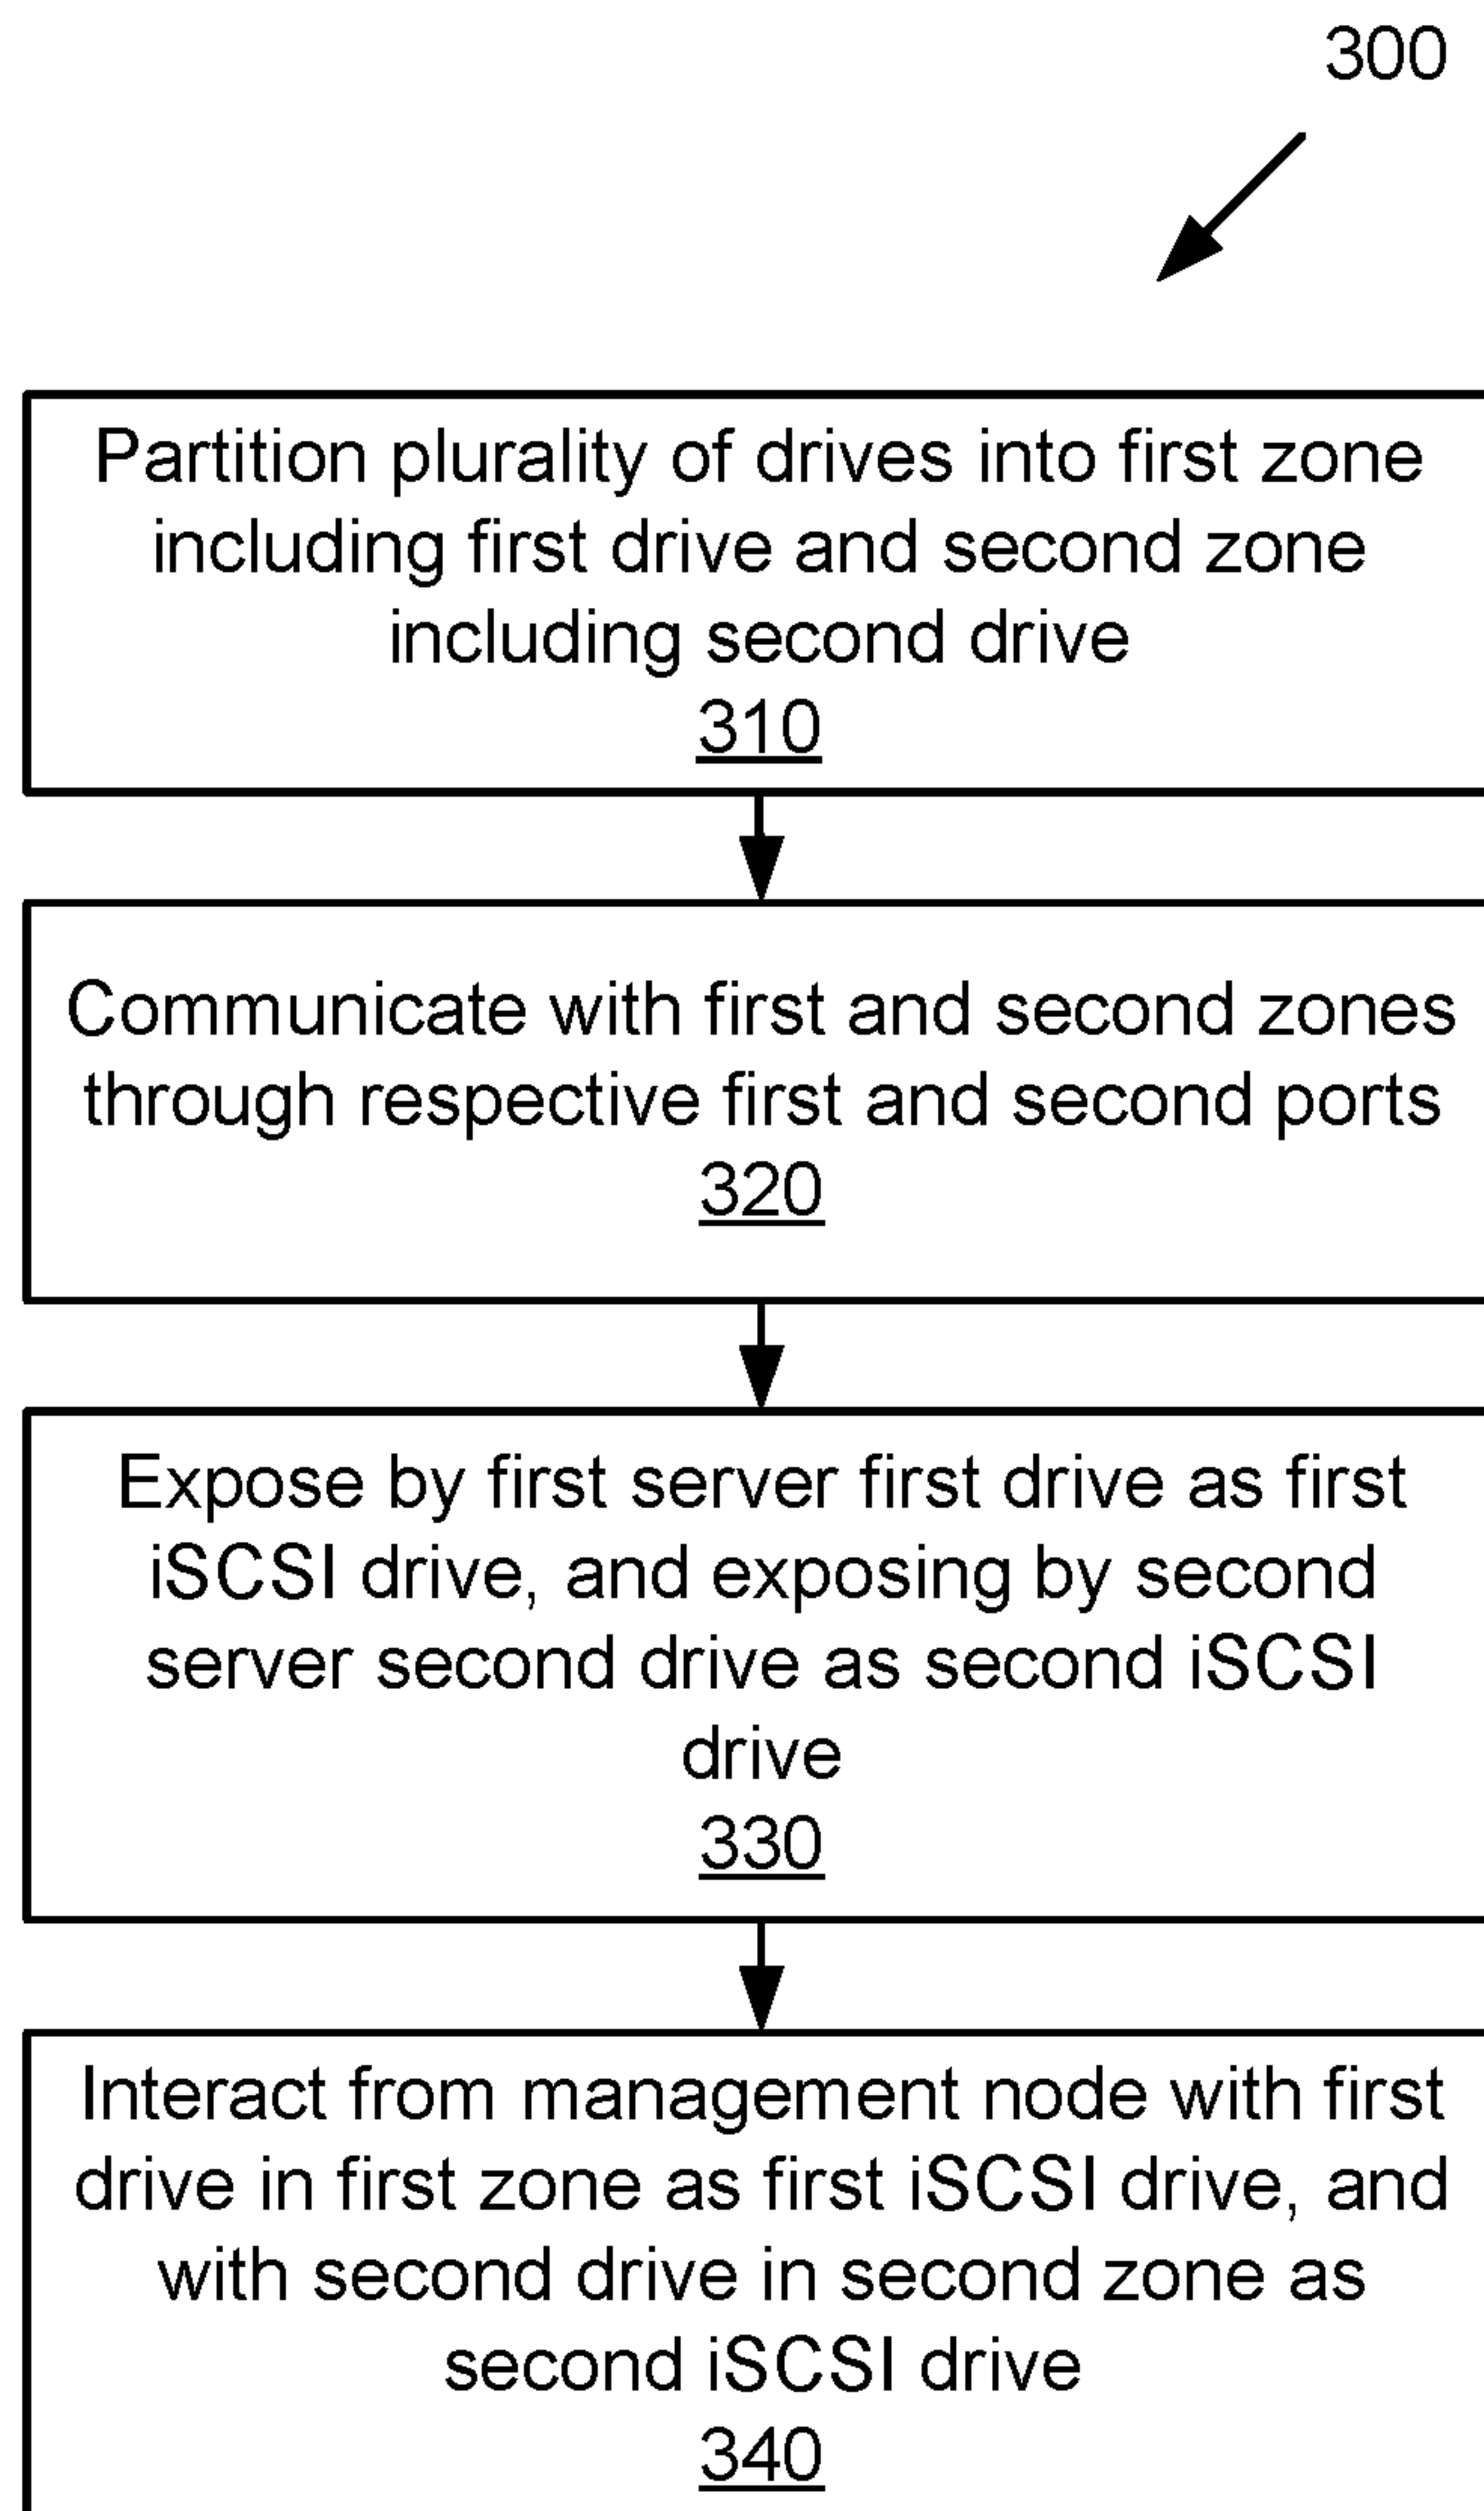 300
Partition plurality of drives into first zone
including first drive and second zone
including second drive
310
Communicate with first and second zones
through respective first and second ports
320
Expose by first server first drive as first
iSCSI drive, and exposing by second
server second drive as second iSCSI
drive
330
Interact from management node with first
drive in first zone as first iSCSI drive, and
with second drive in second zone as
second iSCSI drive
340